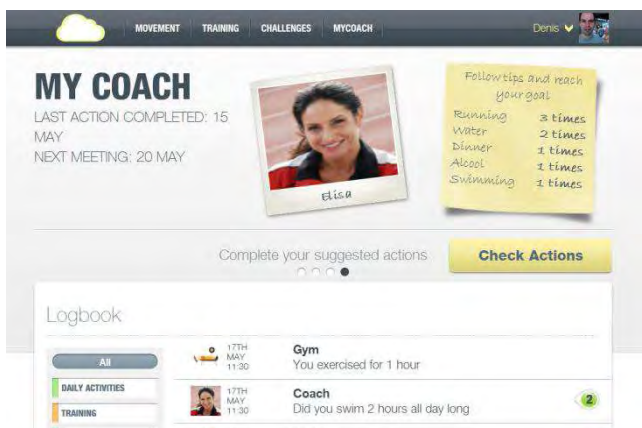 MOVEMENT TRAINING CHALLENGES MYCOACH Denis
MY COACH
LAST ACTION COMPLETED: 15
MAY
NEXT MEETING: 20 MAY
Elisa
Follow tips and reach
your goal
Running 3 times
Water 2 times
Dinner 1 times
Alcool 1 times
Swimming 1 times
Complete your suggested actions
Check Actions
Logbook
All
DAILY ACTIVITIES
TRAINING
17TH
MAY
11:30
Gym
You exercised for 1 hour
17TH
MAY
11:30
Coach
Did you swim 2 hours all day long
2